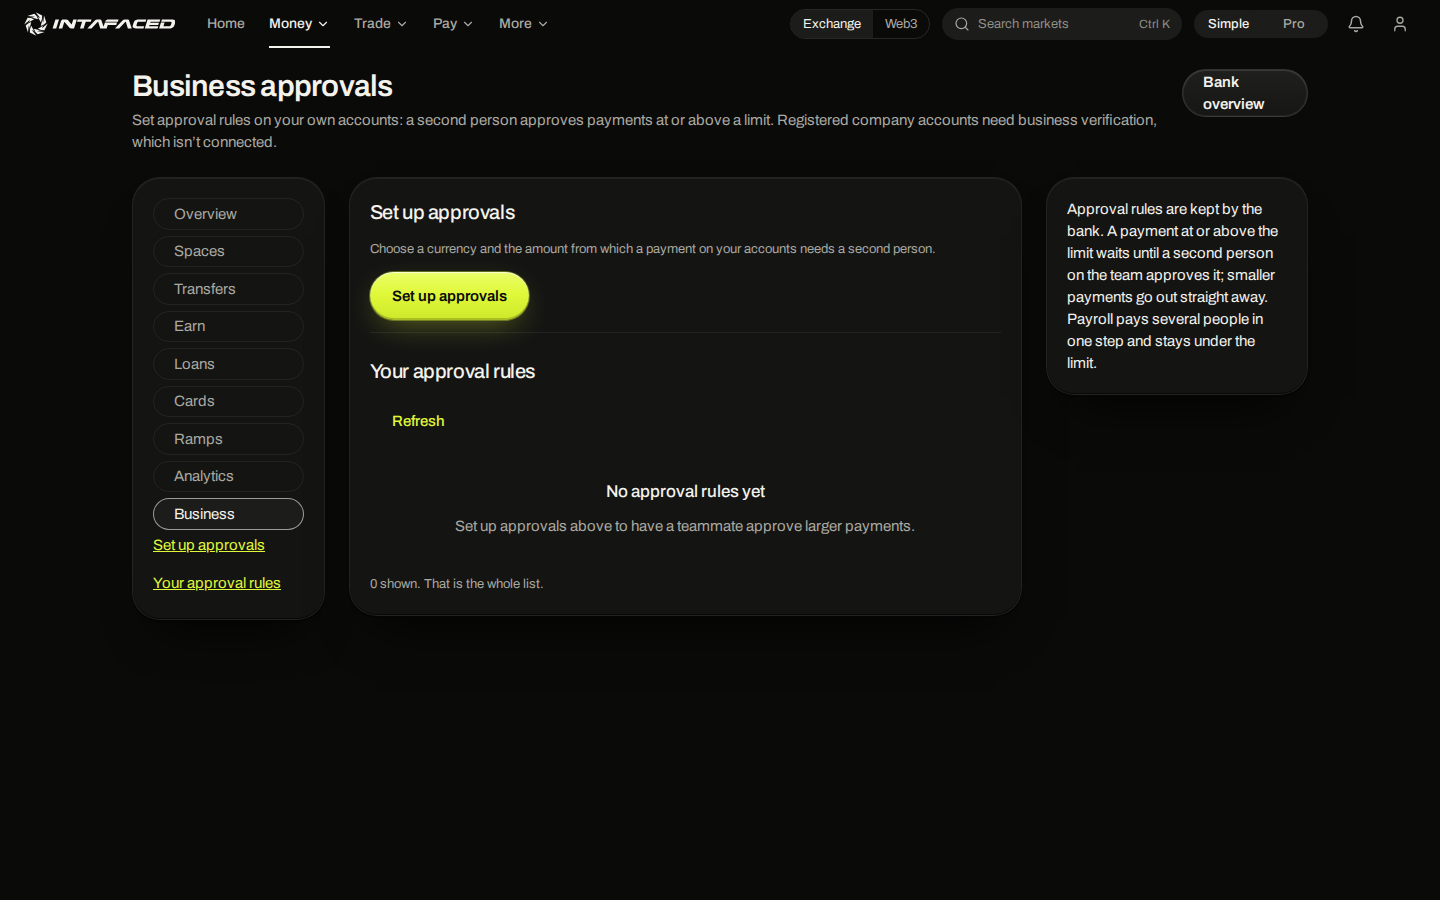 INTAFACED
Home
Money
Trade
Pay
More
Exchange
Web3
Search markets
Ctrl K
Simple
Pro
Business approvals
Set approval rules on your own accounts: a second person approves payments at or above a limit. Registered company accounts need business verification,
which isn't connected.
Bank
overview
Overview
Spaces
Transfers
Earn
Loans
Cards
Ramps
Analytics
Business
Set up approvals
Your approval rules
Set up approvals
Choose a currency and the amount from which a payment on your accounts needs a second person.
Set up approvals
Your approval rules
Refresh
No approval rules yet
Set up approvals above to have a teammate approve larger payments.
0 shown. That is the whole list.
Approval rules are kept by the
bank. A payment at or above the
limit waits until a second person
on the team approves it; smaller
payments go out straight away.
Payroll pays several people in
one step and stays under the
limit.